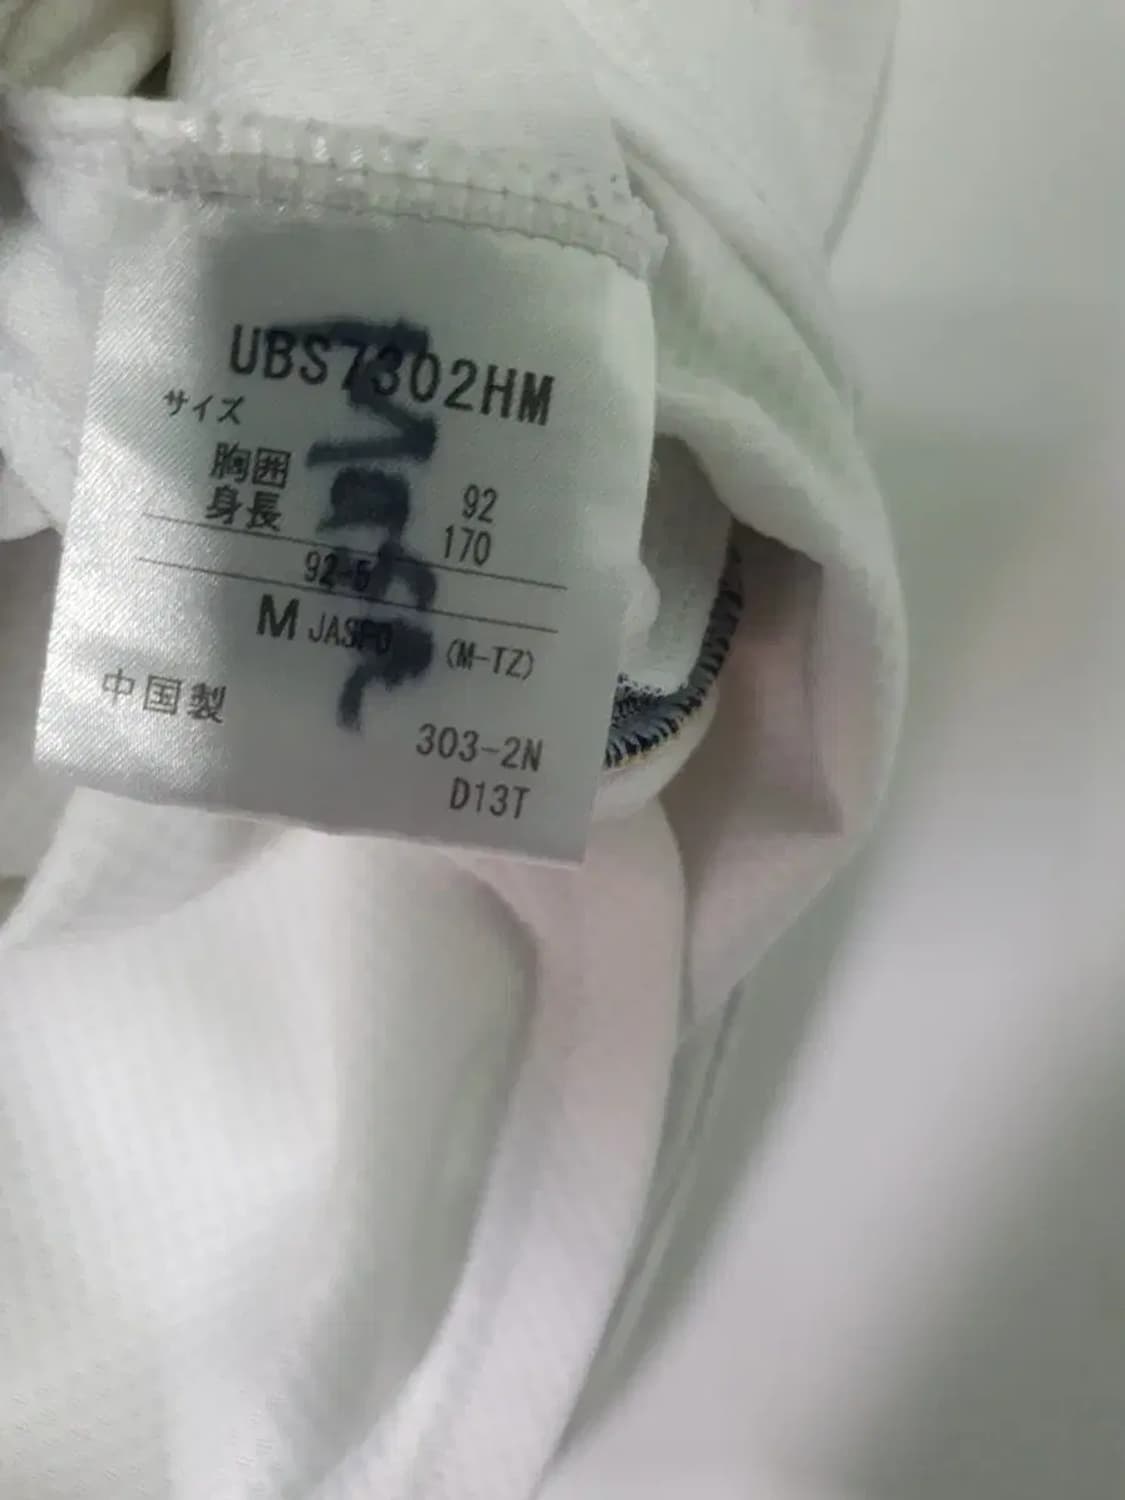 UBS7302HM
サイズ
胸囲 92
身長 170
92-5
M JASPO (M-TZ)
中国製
303-2N
D13T